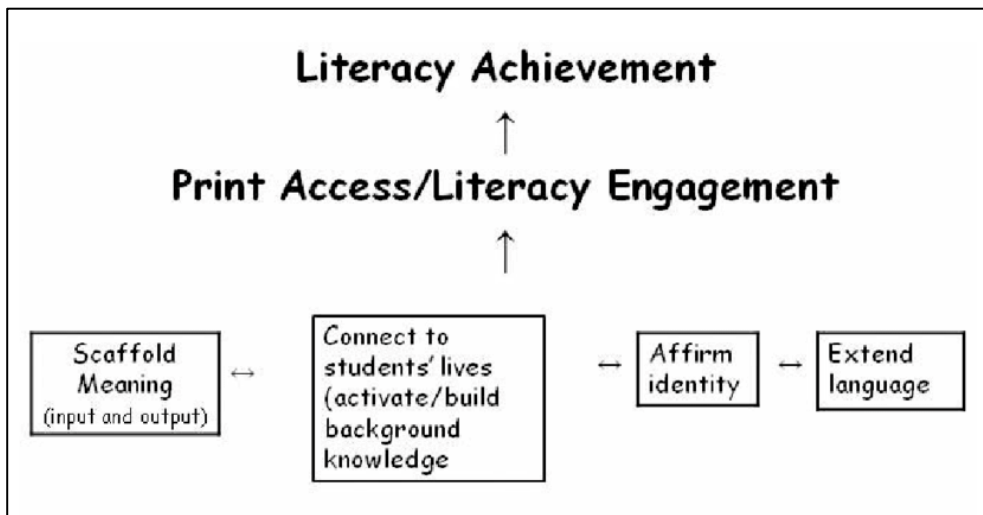 Literacy Achievement
↑
Print Access/Literacy Engagement
↑
Scaffold
Meaning
(input and output)
↔
Connect to
students' lives
(activate/build
background
knowledge
↔
Affirm
identity
↔
Extend
language